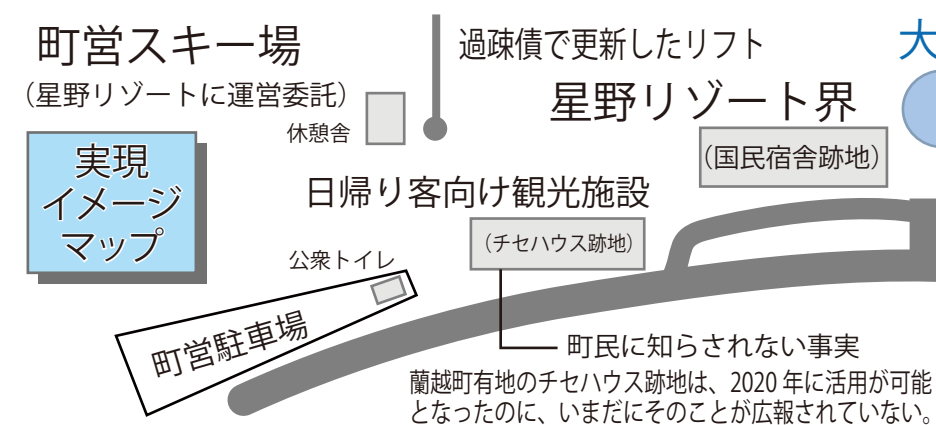 町営スキー場
（星野リゾートに運営委託）
休憩舎
過疎債で更新したリフト
星野リゾート界
大
（国民宿舎跡地）
実現
イメージ
マップ
日帰り客向け観光施設
（チセハウス跡地）
公衆トイレ
町営駐車場
町民に知らされない事実
蘭越町有地のチセハウス跡地は、2020年に活用が可能
となったのに、いまだにそのことが広報されていない。